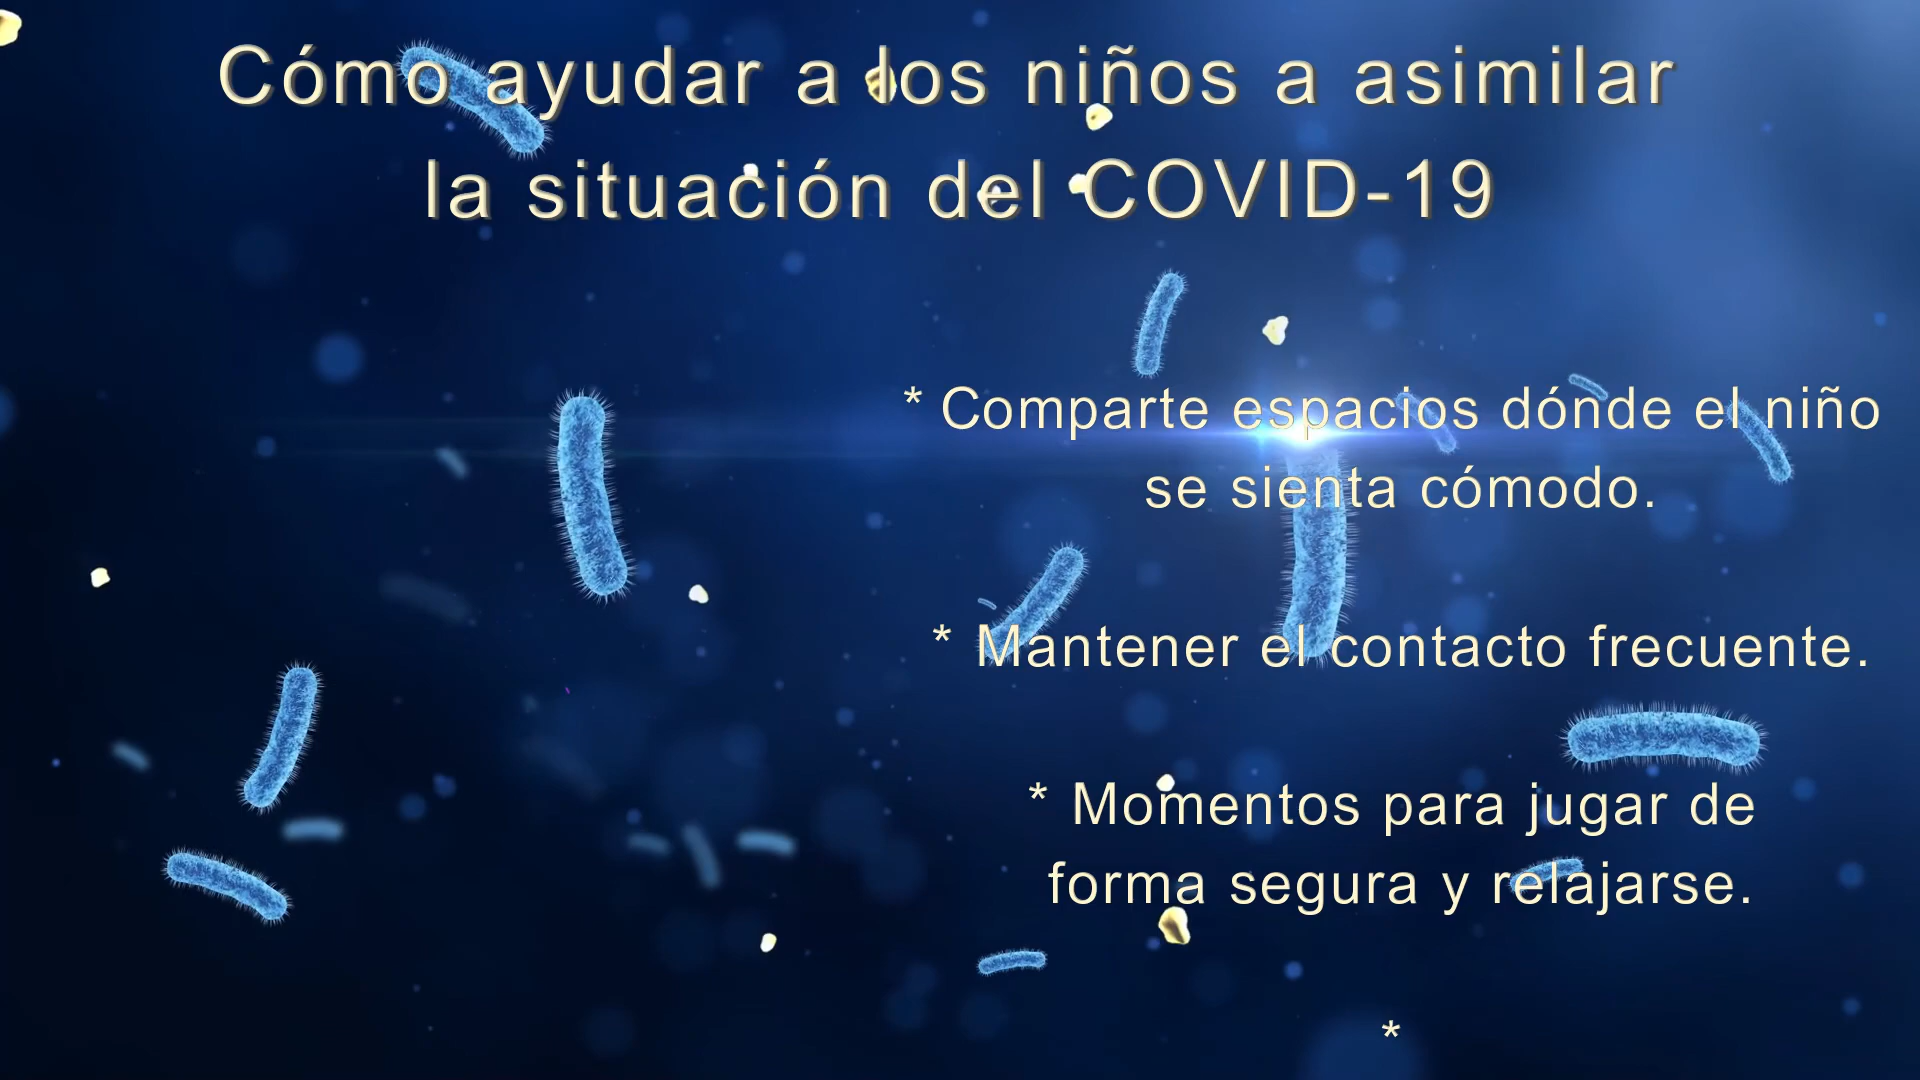 Cómo ayudar a los niños a asimilar
la situación del COVID-19
* Comparte espacios dónde el niño
se sienta cómodo.
* Mantener el contacto frecuente.
* Momentos para jugar de
forma segura y relajarse.
*